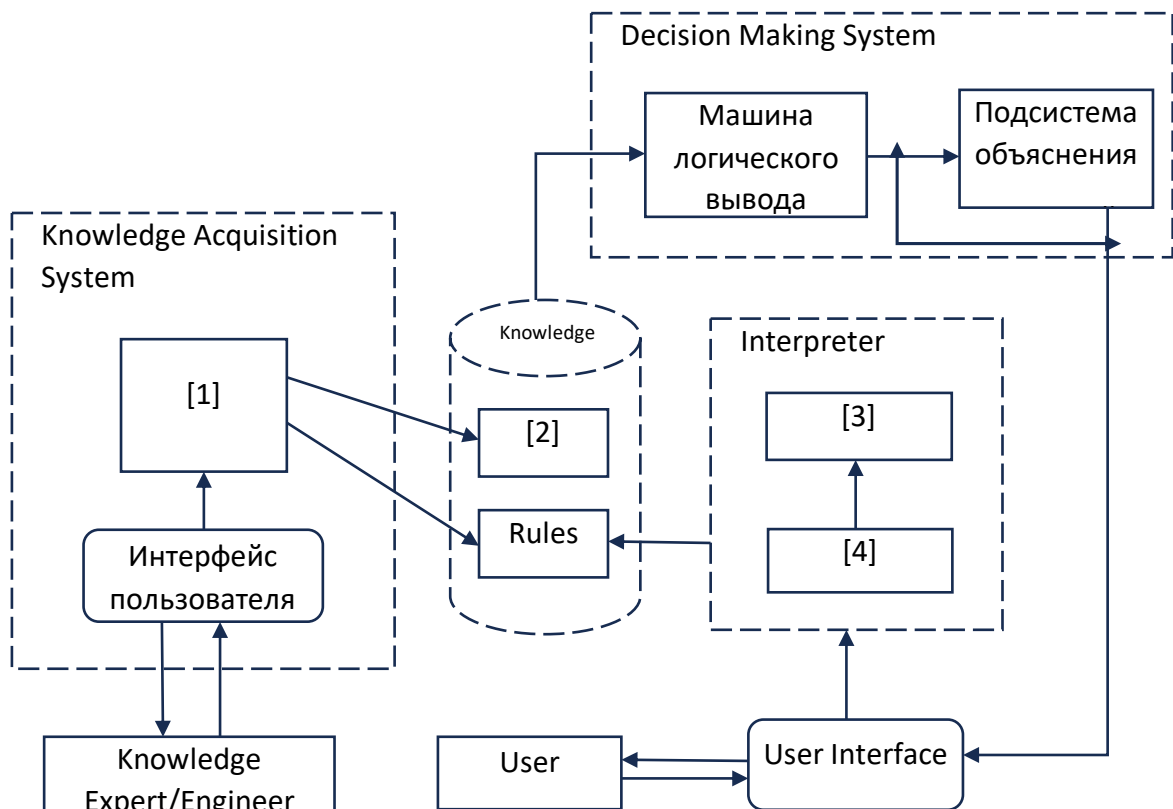 Decision Making System
Машина
логического
вывода
Подсистема
объяснения
Knowledge Acquisition
System
[1]
Интерфейс
пользователя
Knowledge
Expert/Engineer
Knowledge
[2]
Rules
Interpreter
[3]
[4]
User
User Interface